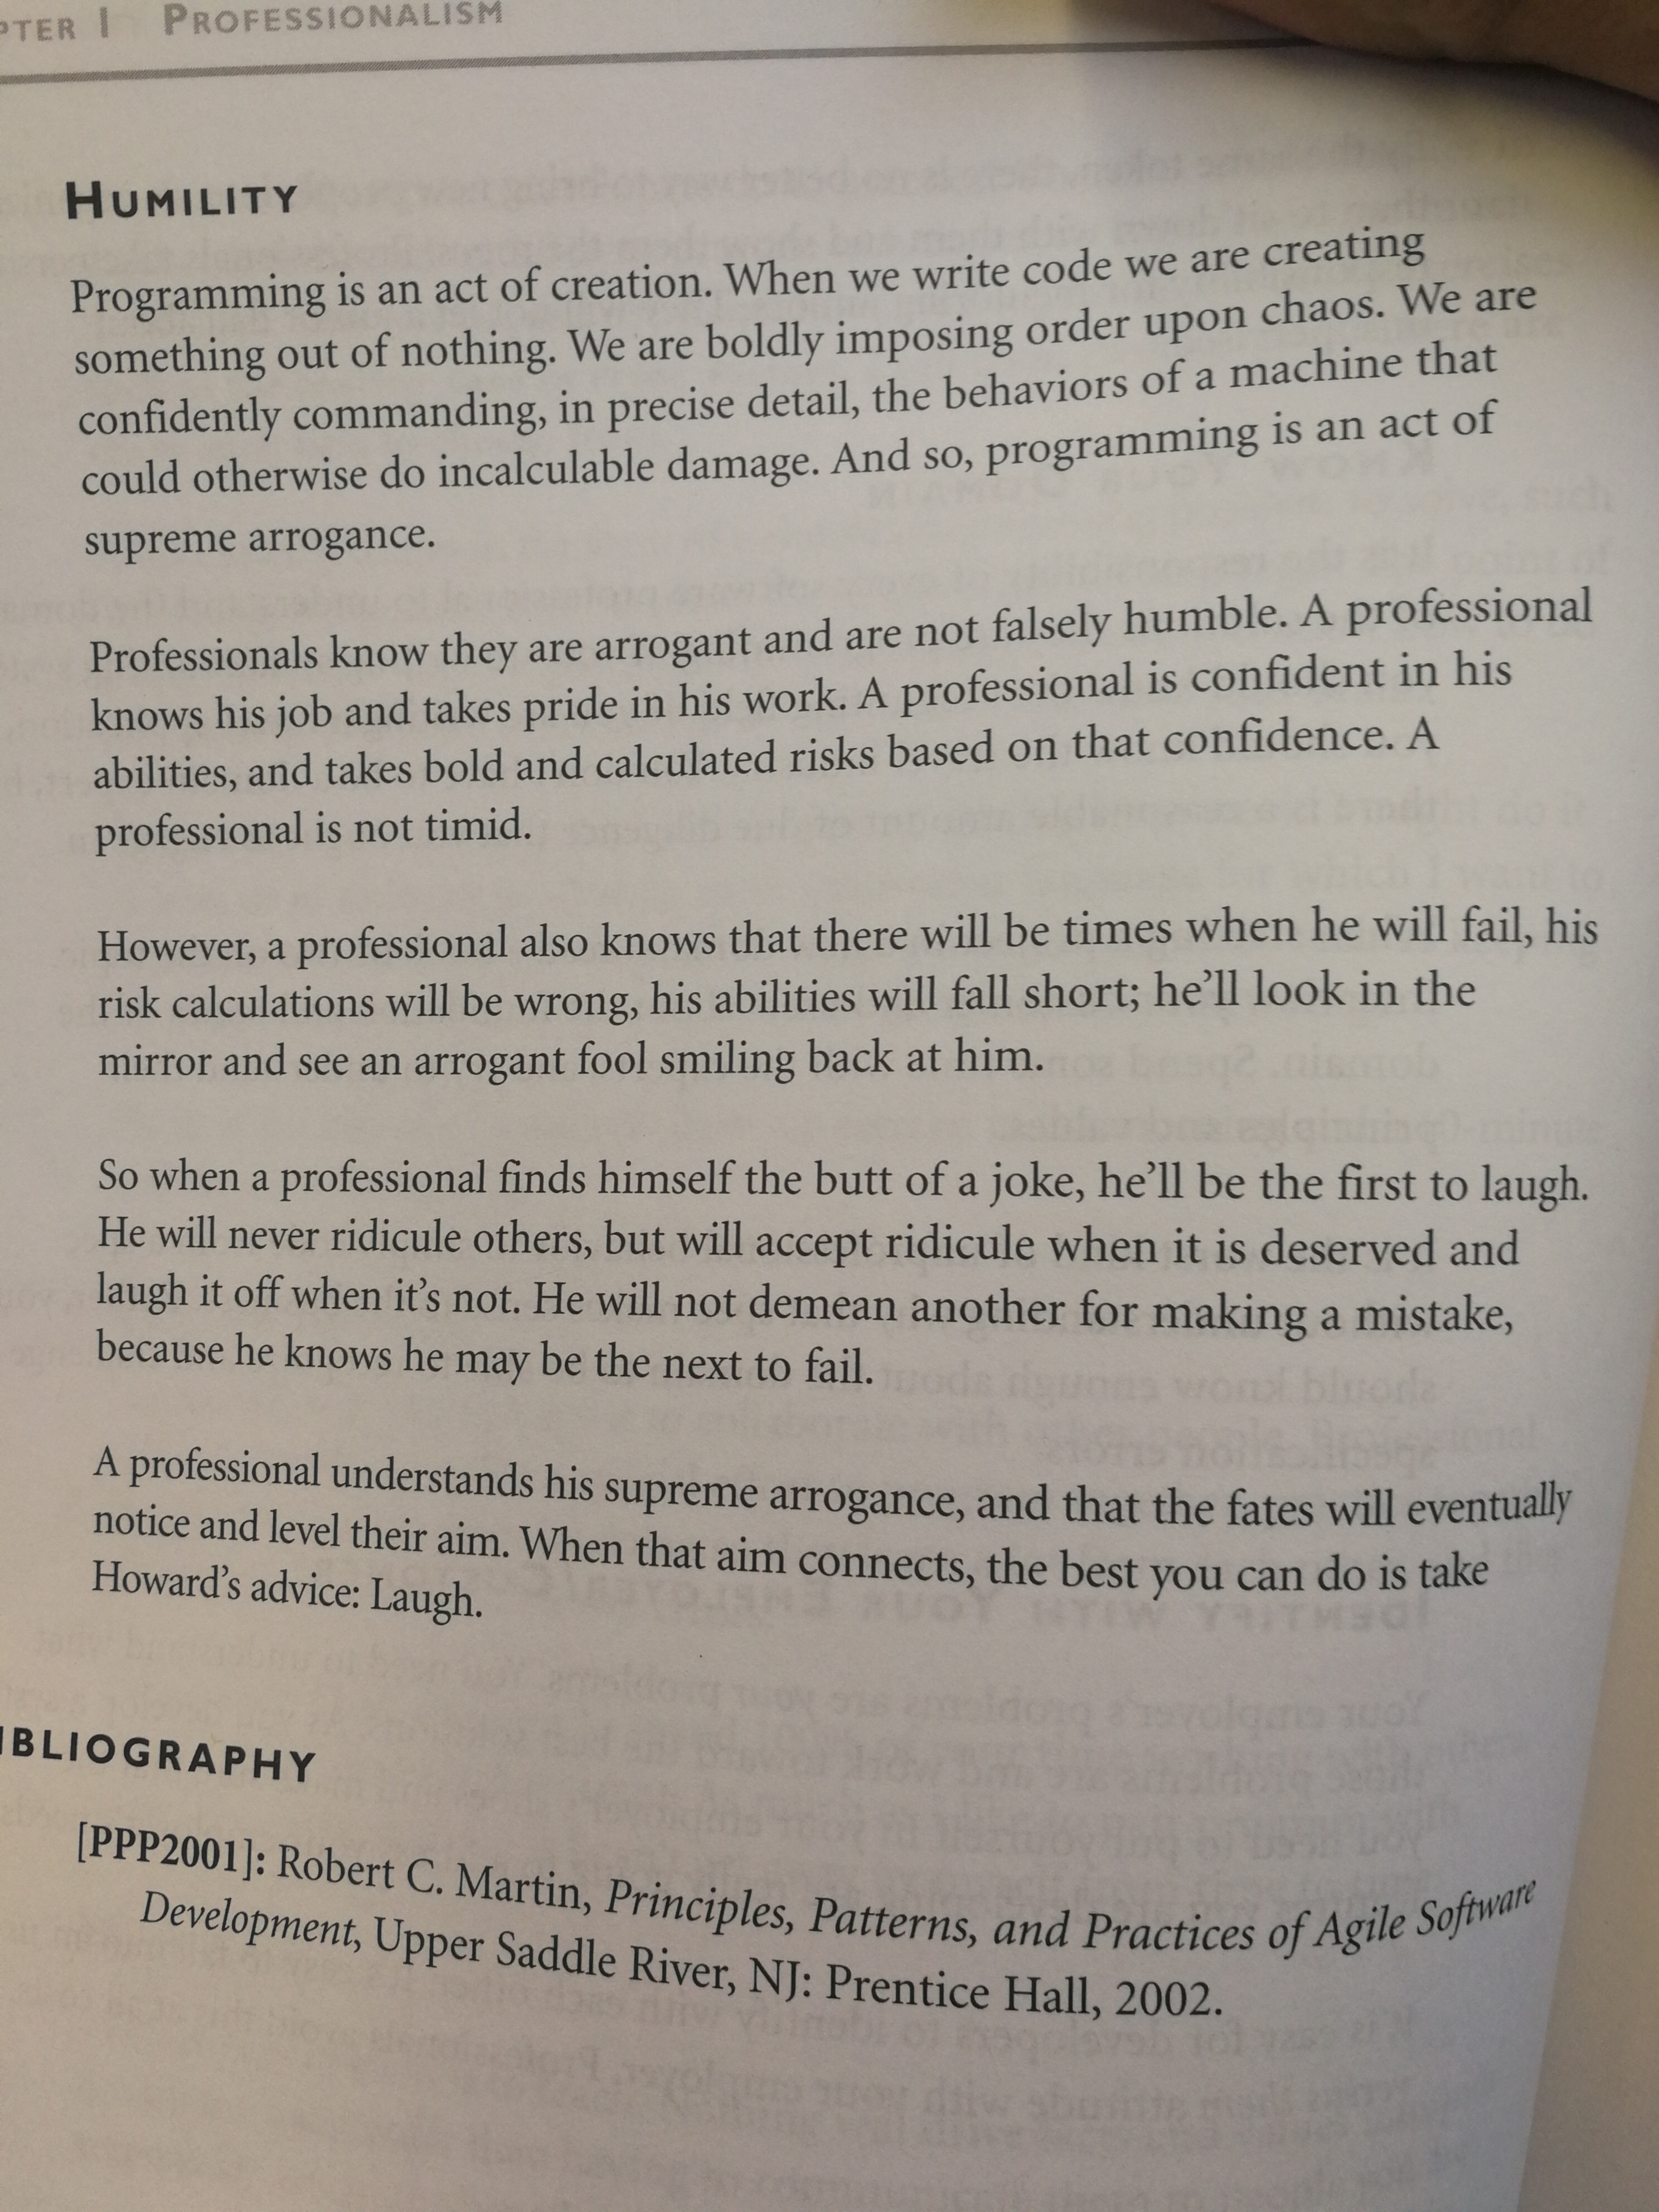 PTER 1 PROFESSIONALISM
HUMILITY
Programming is an act of creation. When we write code we are creating
something out of nothing. We are boldly imposing order upon chaos. We are
confidently commanding, in precise detail, the behaviors of a machine that
could otherwise do incalculable damage. And so, programming is an act of
supreme arrogance.
Professionals know they are arrogant and are not falsely humble. A professional
knows his job and takes pride in his work. A professional is confident in his
abilities, and takes bold and calculated risks based on that confidence. A
professional is not timid.
However, a professional also knows that there will be times when he will fail, his
risk calculations will be wrong, his abilities will fall short; he’ll look in the
mirror and see an arrogant fool smiling back at him.
So when a professional finds himself the butt of a joke, he’ll be the first to laugh.
He will never ridicule others, but will accept ridicule when it is deserved and
laugh it off when it’s not. He will not demean another for making a mistake,
because he knows he may be the next to fail.
A professional understands his supreme arrogance, and that the fates will eventually
notice and level their aim. When that aim connects, the best you can do is take
Howard’s advice: Laugh.
IBLIOGRAPHY
[PPP2001]: Robert C. Martin, Principles, Patterns, and Practices of Agile Software
Development, Upper Saddle River, NJ: Prentice Hall, 2002.